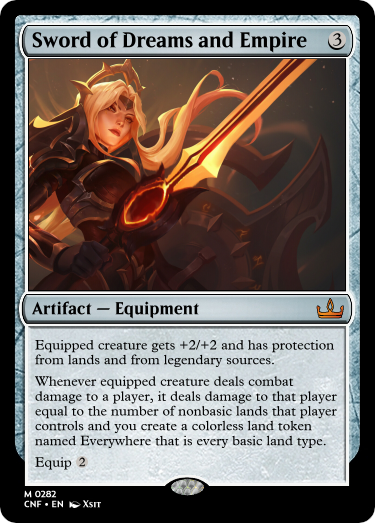 Sword of Dreams and Empire 3
Artifact — Equipment
Equipped creature gets +2/+2 and has protection
from lands and from legendary sources.
Whenever equipped creature deals combat
damage to a player, it deals damage to that player
equal to the number of nonbasic lands that player
controls and you create a colorless land token
named Everywhere that is every basic land type.
Equip 2
M 0282
CNF • EN Xsit